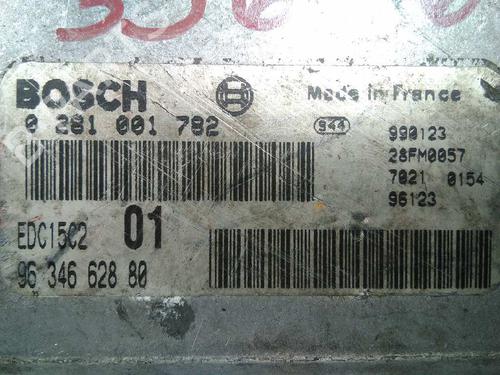 BOSCH
Made in France
0 281 001 782
944
990123
28FM0057
7021 0154
96123
EDC15C2 01
96 346 628 80